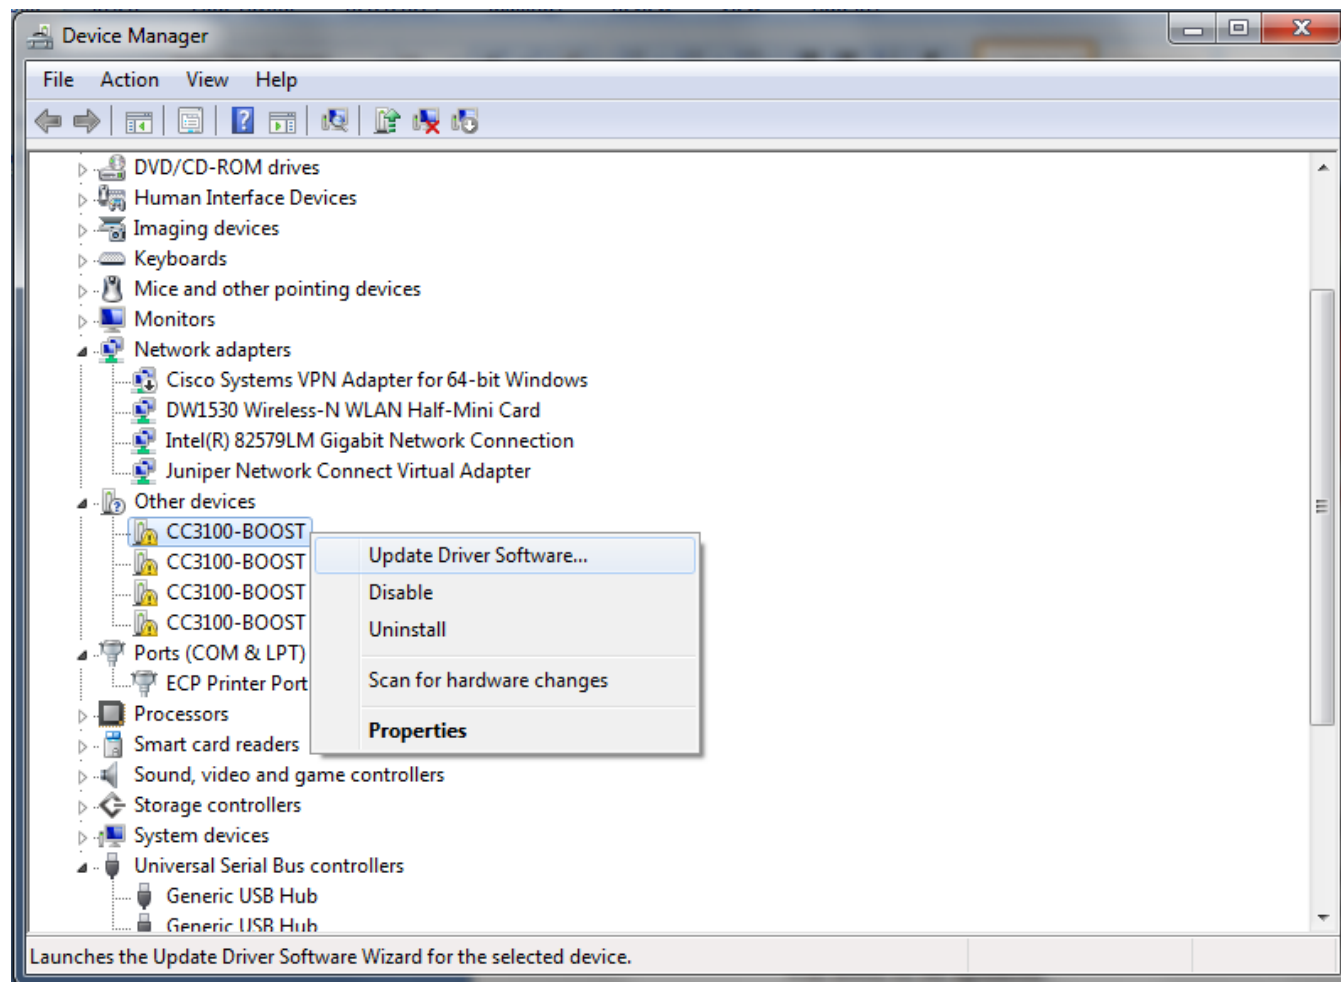 Device Manager
File Action View Help
DVD/CD-ROM drives
Human Interface Devices
Imaging devices
Keyboards
Mice and other pointing devices
Monitors
Network adapters
Cisco Systems VPN Adapter for 64-bit Windows
DW1530 Wireless-N WLAN Half-Mini Card
Intel(R) 82579LM Gigabit Network Connection
Juniper Network Connect Virtual Adapter
Other devices
CC3100-BOOST
CC3100-BOOST
CC3100-BOOST
CC3100-BOOST
Ports (COM & LPT)
ECP Printer Port
Processors
Smart card readers
Sound, video and game controllers
Storage controllers
System devices
Universal Serial Bus controllers
Generic USB Hub
Generic USB Hub
Update Driver Software...
Disable
Uninstall
Scan for hardware changes
Properties
Launches the Update Driver Software Wizard for the selected device.